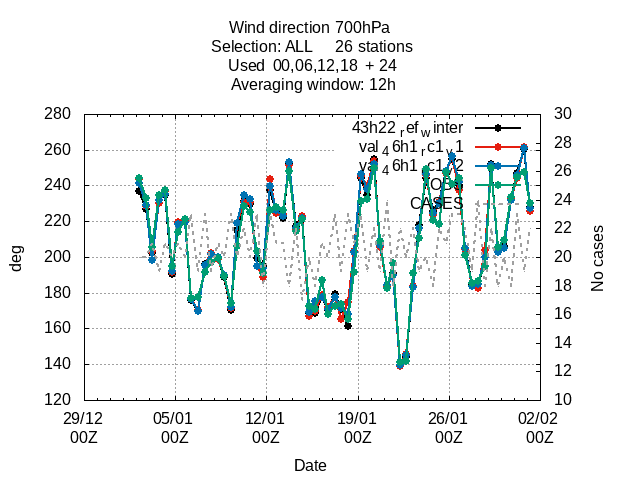 Wind direction 700hPa
Selection: ALL 26 stations
Used 00,06,12,18 + 24
Averaging window: 12h
280
260
240
220
200
180
160
140
120
deg
30
28
26
24
22
20
18
16
14
12
10
No cases
43h22_ref_winter
val_46h1_rc1_v1
val_46h1_rc1_v2
OBS
CASES
29/12 05/01 12/01 19/01 26/01 02/02
00Z 00Z 00Z 00Z 00Z 00Z
Date